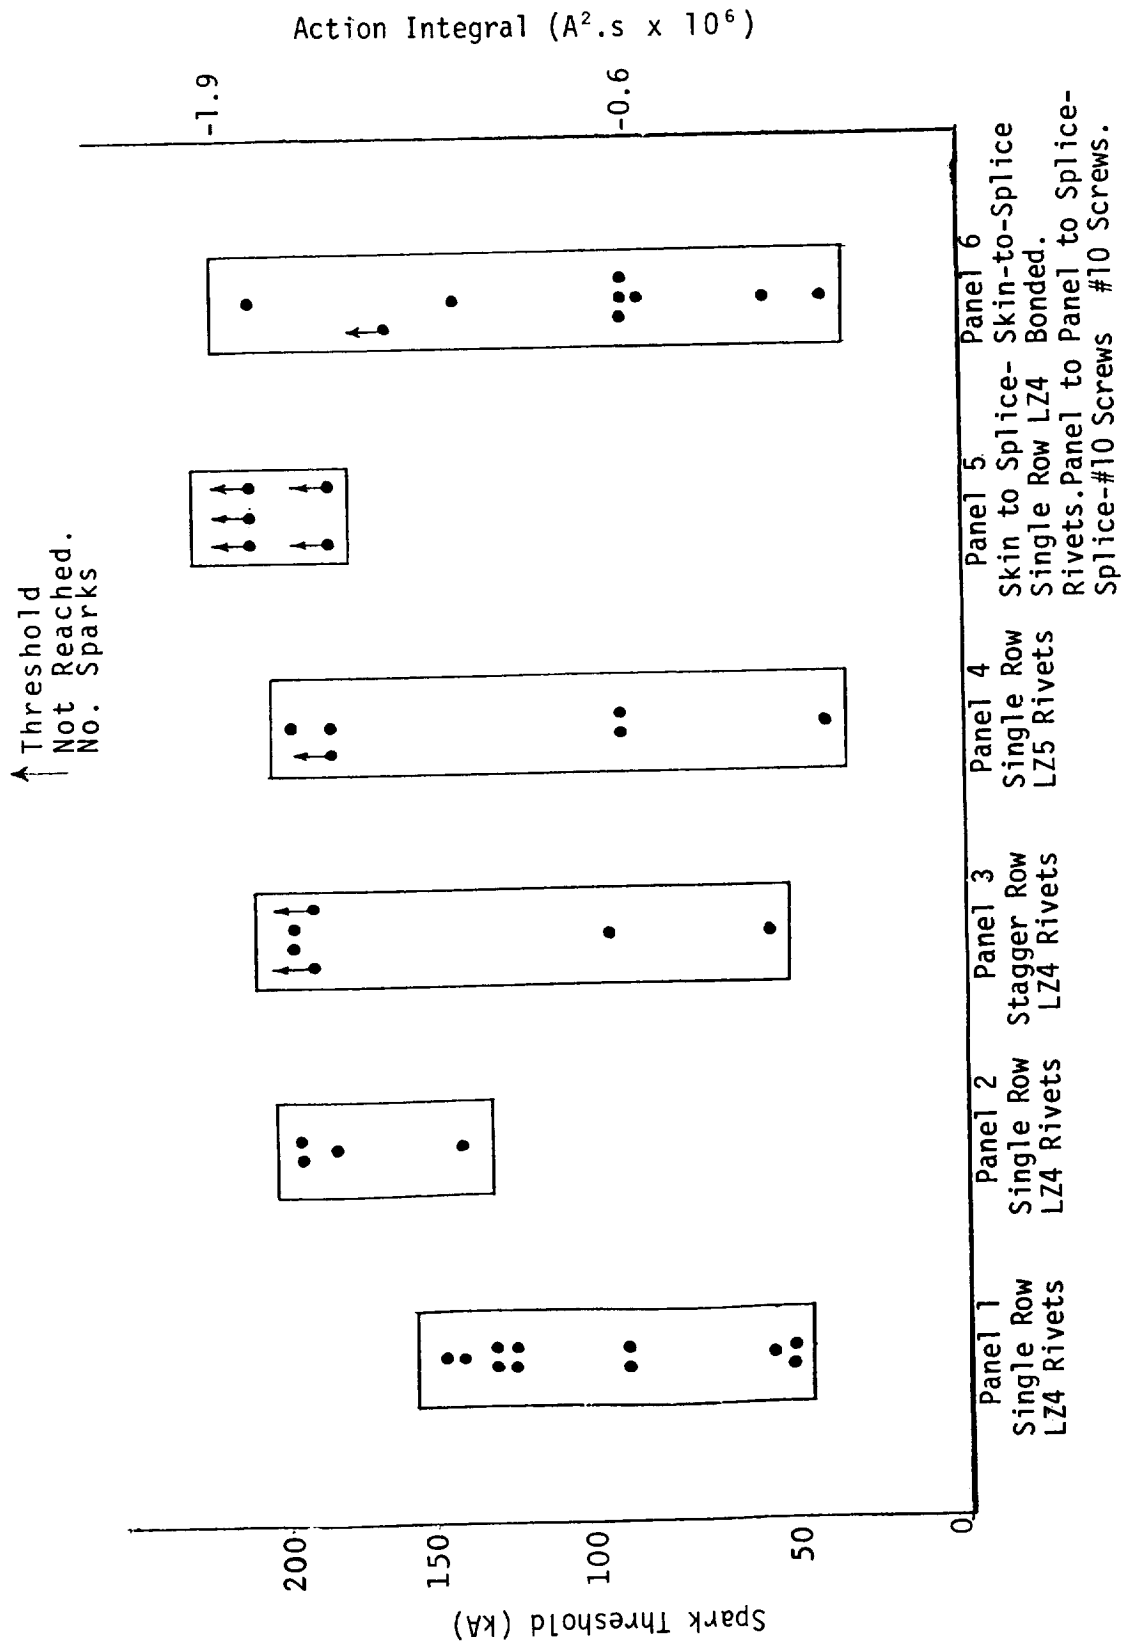 ↑ Threshold
Not Reached.
No. Sparks
Spark Threshold (kA)
200
150
100
50
0
Action Integral (A².s x 10⁶)
-1.9
-0.6
Panel 1
Single Row
LZ4 Rivets
Panel 2
Single Row
LZ4 Rivets
Panel 3
Stagger Row
LZ4 Rivets
Panel 4
Single Row
LZ5 Rivets
Panel 5
Skin to Splice-
Single Row LZ4
Rivets.Panel to
Splice-#10 Screws
Panel 6
Skin-to-Splice
Bonded.
Panel to Splice-
#10 Screws.